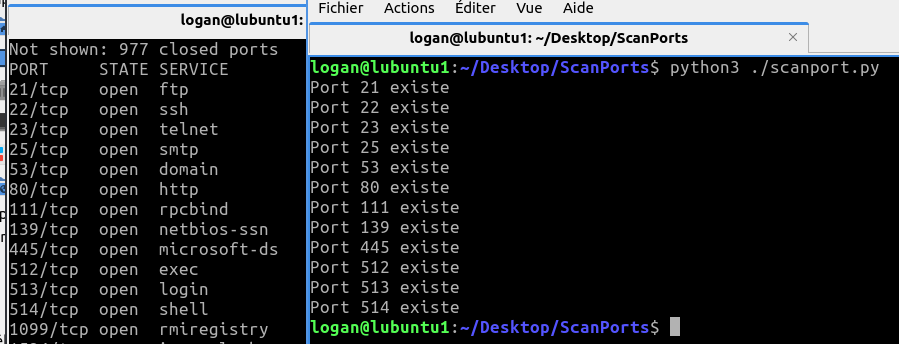 logan@lubuntu1:
Not shown: 977 closed ports
PORT STATE SERVICE
21/tcp open ftp
22/tcp open ssh
23/tcp open telnet
25/tcp open smtp
53/tcp open domain
80/tcp open http
111/tcp open rpcbind
139/tcp open netbios-ssn
445/tcp open microsoft-ds
512/tcp open exec
513/tcp open login
514/tcp open shell
1099/tcp open rmiregistry
Fichier Actions Éditer Vue Aide
logan@lubuntu1: ~/Desktop/ScanPorts ×
logan@lubuntu1:~/Desktop/ScanPorts$ python3 ./scanport.py
Port 21 existe
Port 22 existe
Port 23 existe
Port 25 existe
Port 53 existe
Port 80 existe
Port 111 existe
Port 139 existe
Port 445 existe
Port 512 existe
Port 513 existe
Port 514 existe
logan@lubuntu1:~/Desktop/ScanPorts$